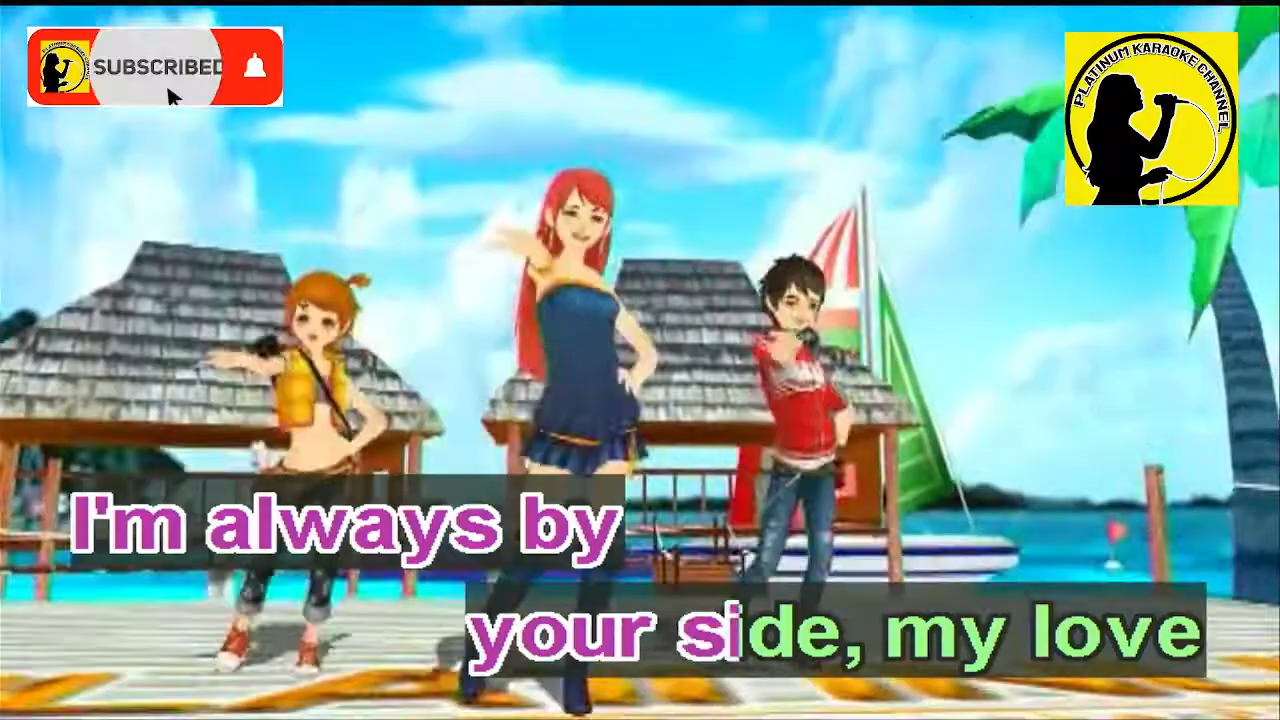 SUBSCRIBED
PLATINUM KARAOKE CHANNEL
I'm always by
your side, my love